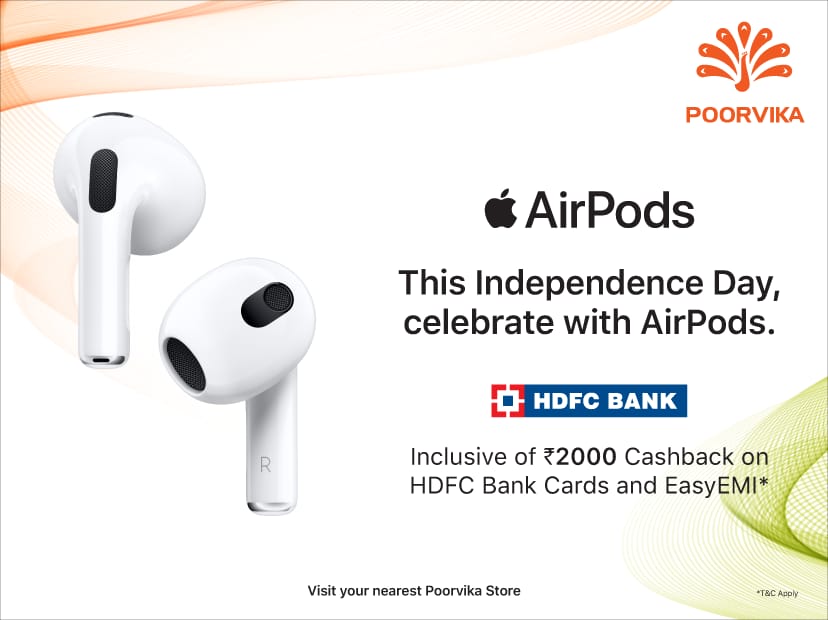 POORVIKA
AirPods
This Independence Day,
celebrate with AirPods.
HDFC BANK
Inclusive of ₹2000 Cashback on
HDFC Bank Cards and EasyEMI*
R
Visit your nearest Poorvika Store
*T&C Apply